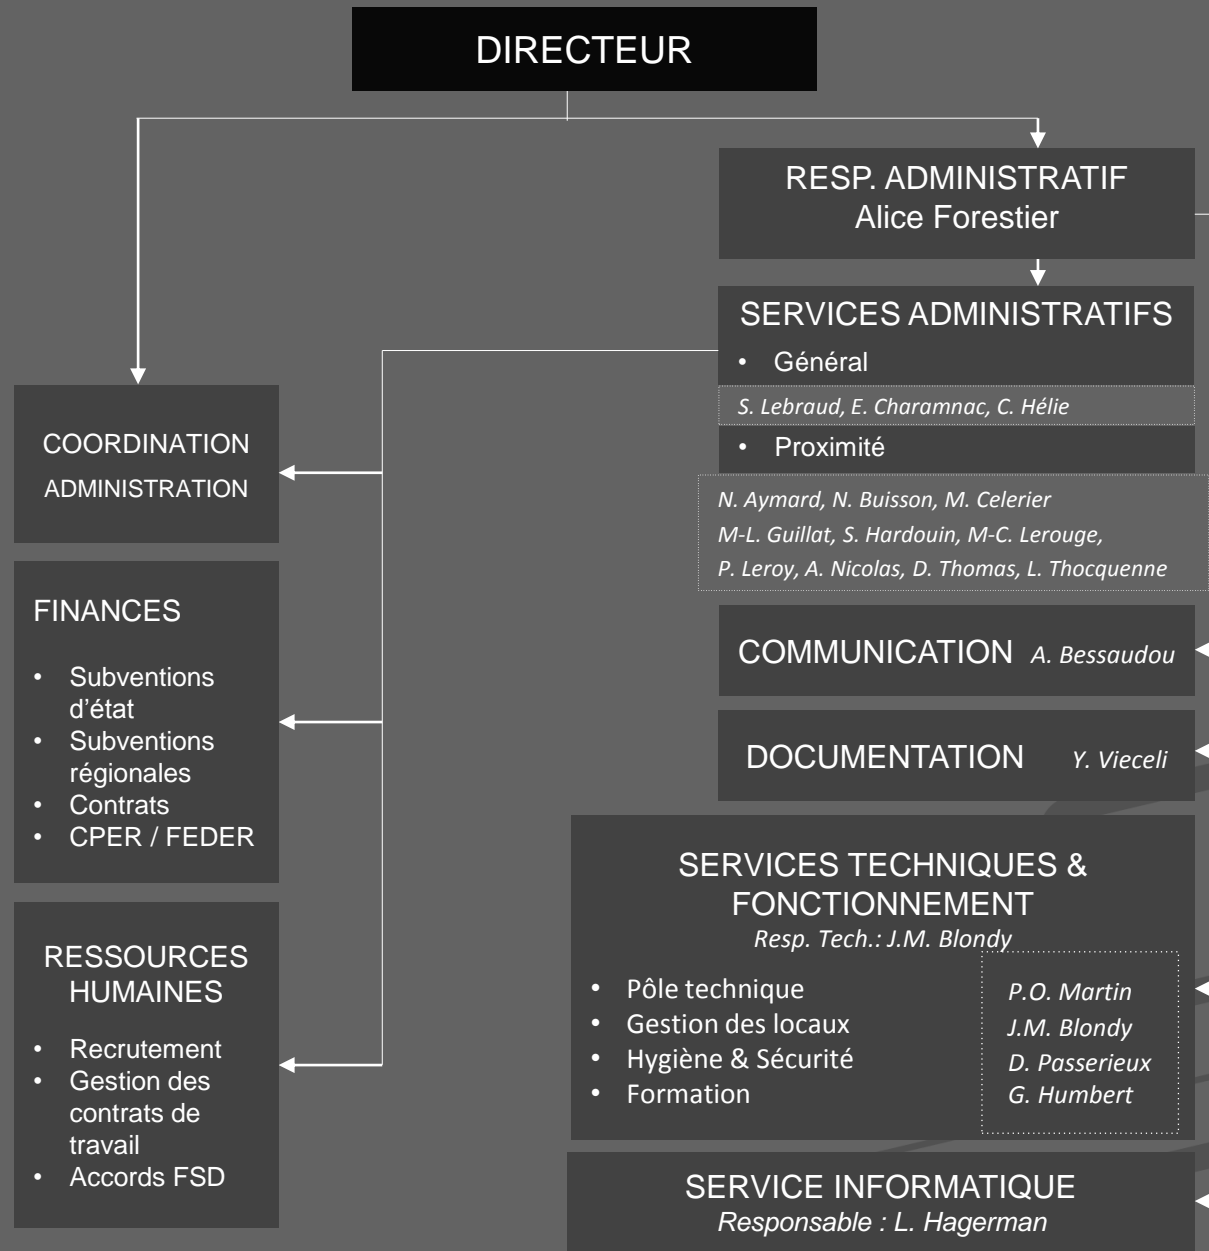 DIRECTEUR
RESP. ADMINISTRATIF
Alice Forestier
SERVICES ADMINISTRATIFS
• Général
S. Lebraud, E. Charamnac, C. Hélie
• Proximité
N. Aymard, N. Buisson, M. Celerier
M-L. Guillat, S. Hardouin, M-C. Lerouge,
P. Leroy, A. Nicolas, D. Thomas, L. Thocquenne
COORDINATION
ADMINISTRATION
FINANCES
• Subventions
d'état
• Subventions
régionales
• Contrats
• CPER / FEDER
RESSOURCES
HUMAINES
• Recrutement
• Gestion des
contrats de
travail
• Accords FSD
COMMUNICATION A. Bessaudou
DOCUMENTATION Y. Vieceli
SERVICES TECHNIQUES &
FONCTIONNEMENT
Resp. Tech.: J.M. Blondy
• Pôle technique P.O. Martin
• Gestion des locaux J.M. Blondy
• Hygiène & Sécurité D. Passerieux
• Formation G. Humbert
SERVICE INFORMATIQUE
Responsable : L. Hagerman